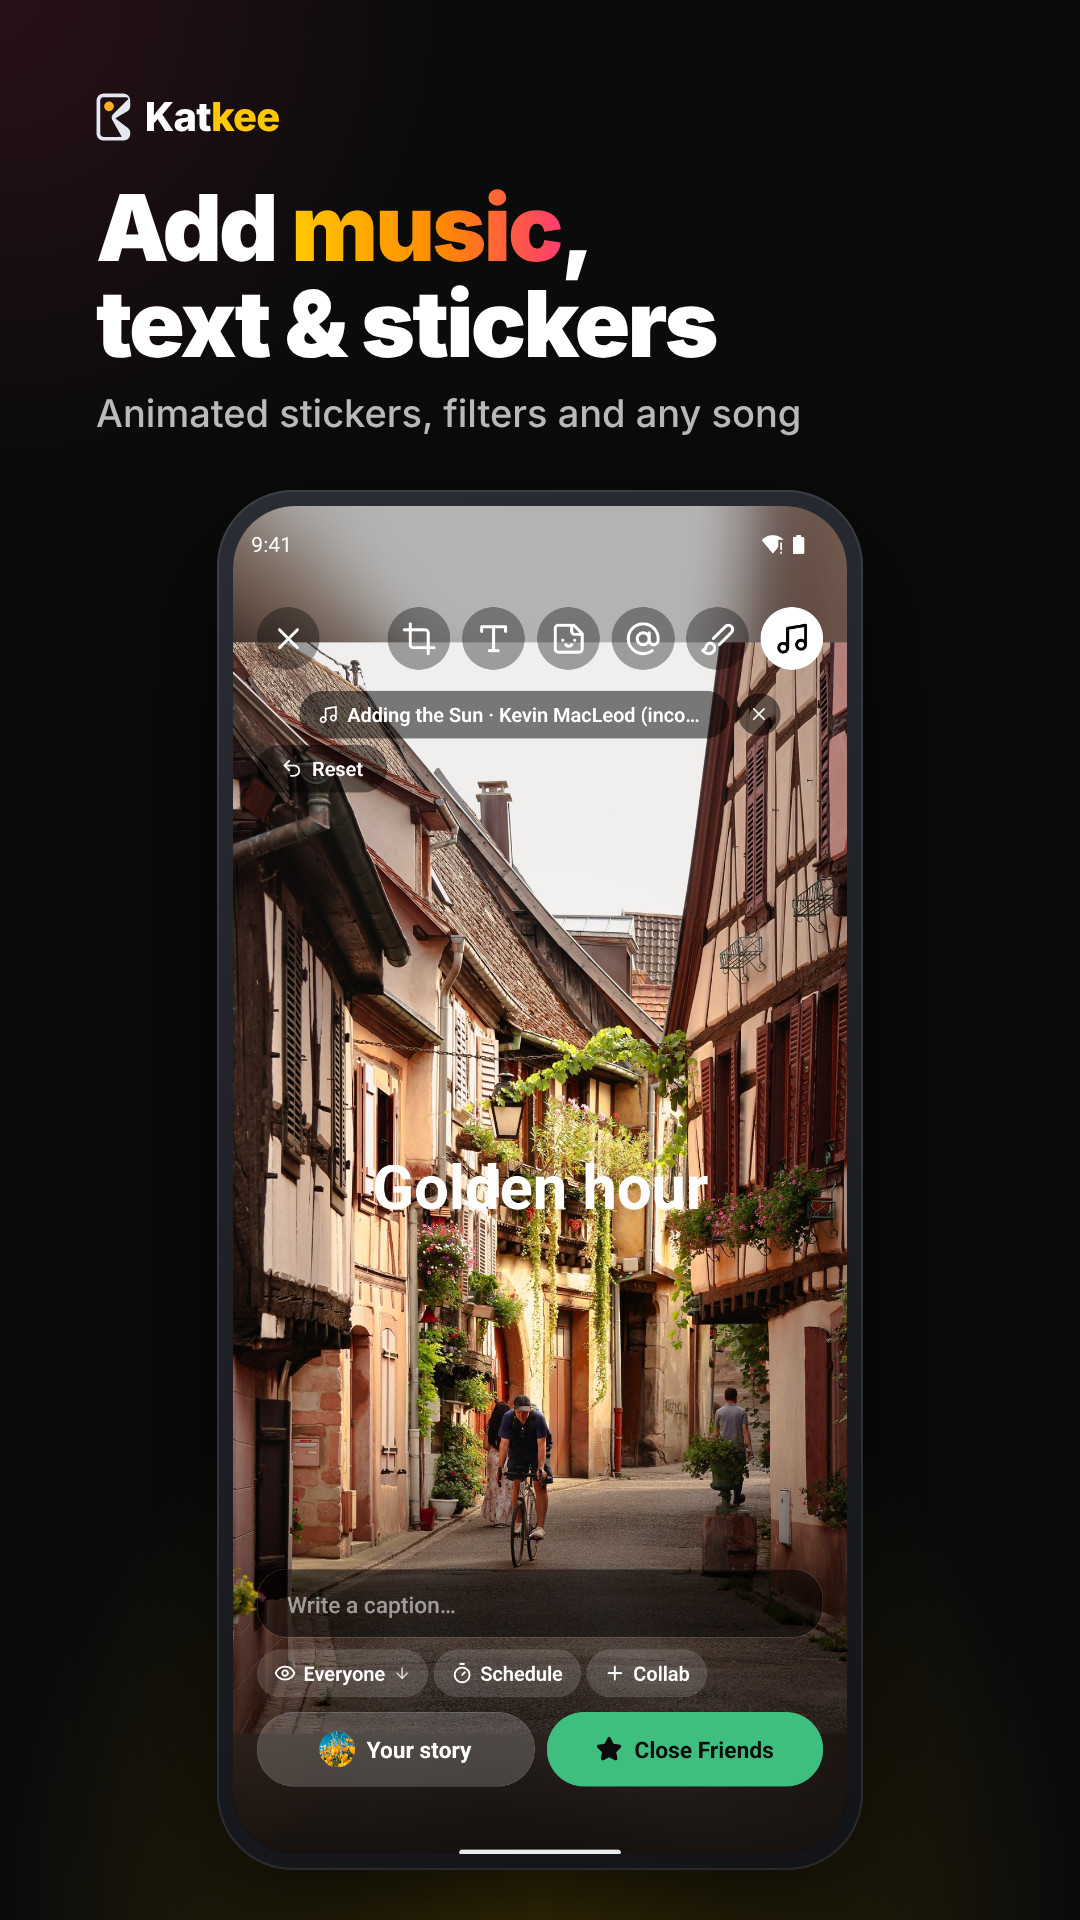 Katkee
Add music,
text & stickers
Animated stickers, filters and any song
9:41
Adding the Sun · Kevin MacLeod (inco…
Reset
Golden hour
Write a caption…
Everyone
Schedule
Collab
Your story
Close Friends